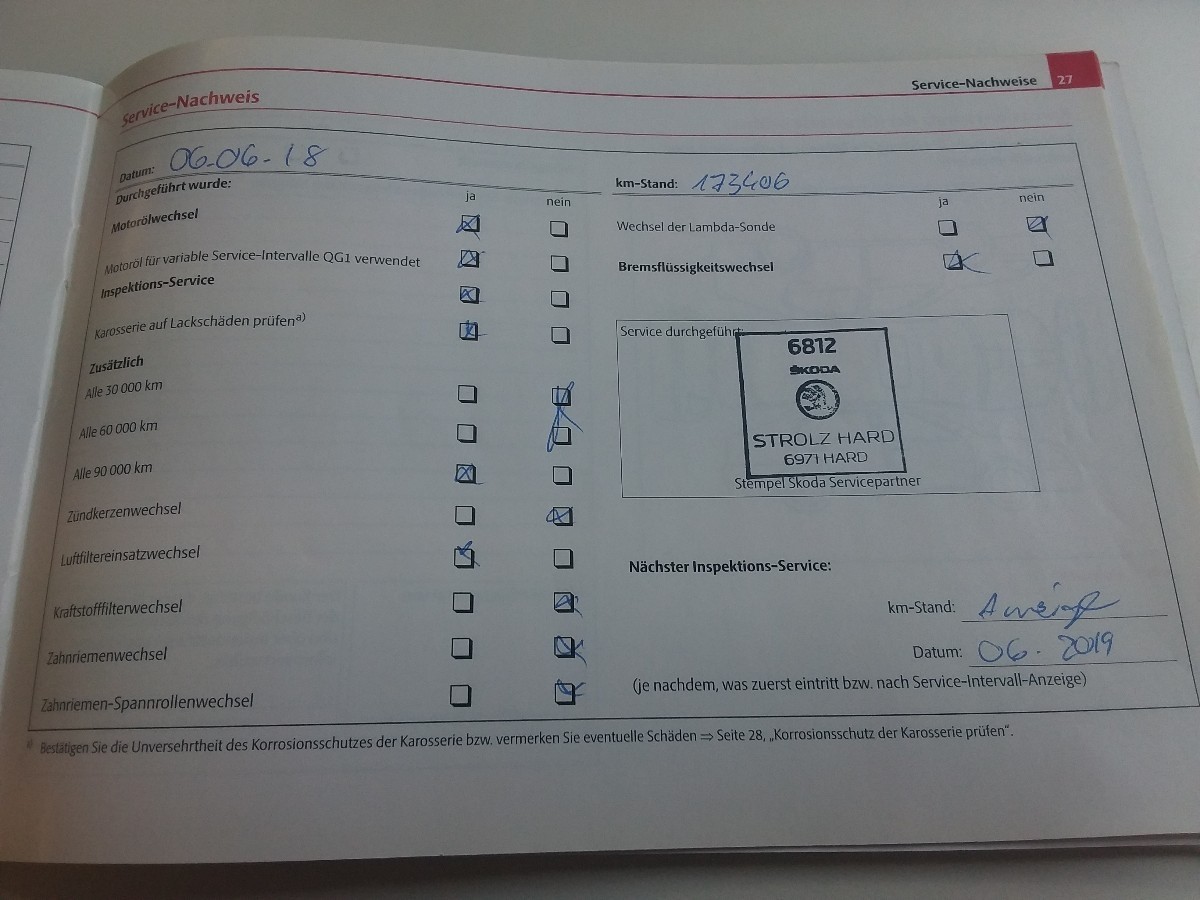 Service-Nachweise 27
Service-Nachweis
Datum: 06-06-18
Durchgeführt wurde:
ja nein
Motorölwechsel
Motoröl für variable Service-Intervalle QG1 verwendet
Inspektions-Service
Karosserie auf Lackschäden prüfen a)
Zusätzlich
Alle 30 000 km
Alle 60 000 km
Alle 90 000 km
Zündkerzenwechsel
Luftfiltereinsatzwechsel
Kraftstofffilterwechsel
Zahnriemenwechsel
Zahnriemen-Spannrollenwechsel
km-Stand: 173406
ja nein
Wechsel der Lambda-Sonde
Bremsflüssigkeitswechsel
Service durchgeführt:
6812
ŠKODA
STROLZ HARD
6971 HARD
Stempel Skoda Servicepartner
Nächster Inspektions-Service:
km-Stand:
Datum: 06. 2019
(je nachdem, was zuerst eintritt bzw. nach Service-Intervall-Anzeige)
a) Bestätigen Sie die Unversehrtheit des Korrosionsschutzes der Karosserie bzw. vermerken Sie eventuelle Schäden ⇒ Seite 28, „Korrosionsschutz der Karosserie prüfen“.